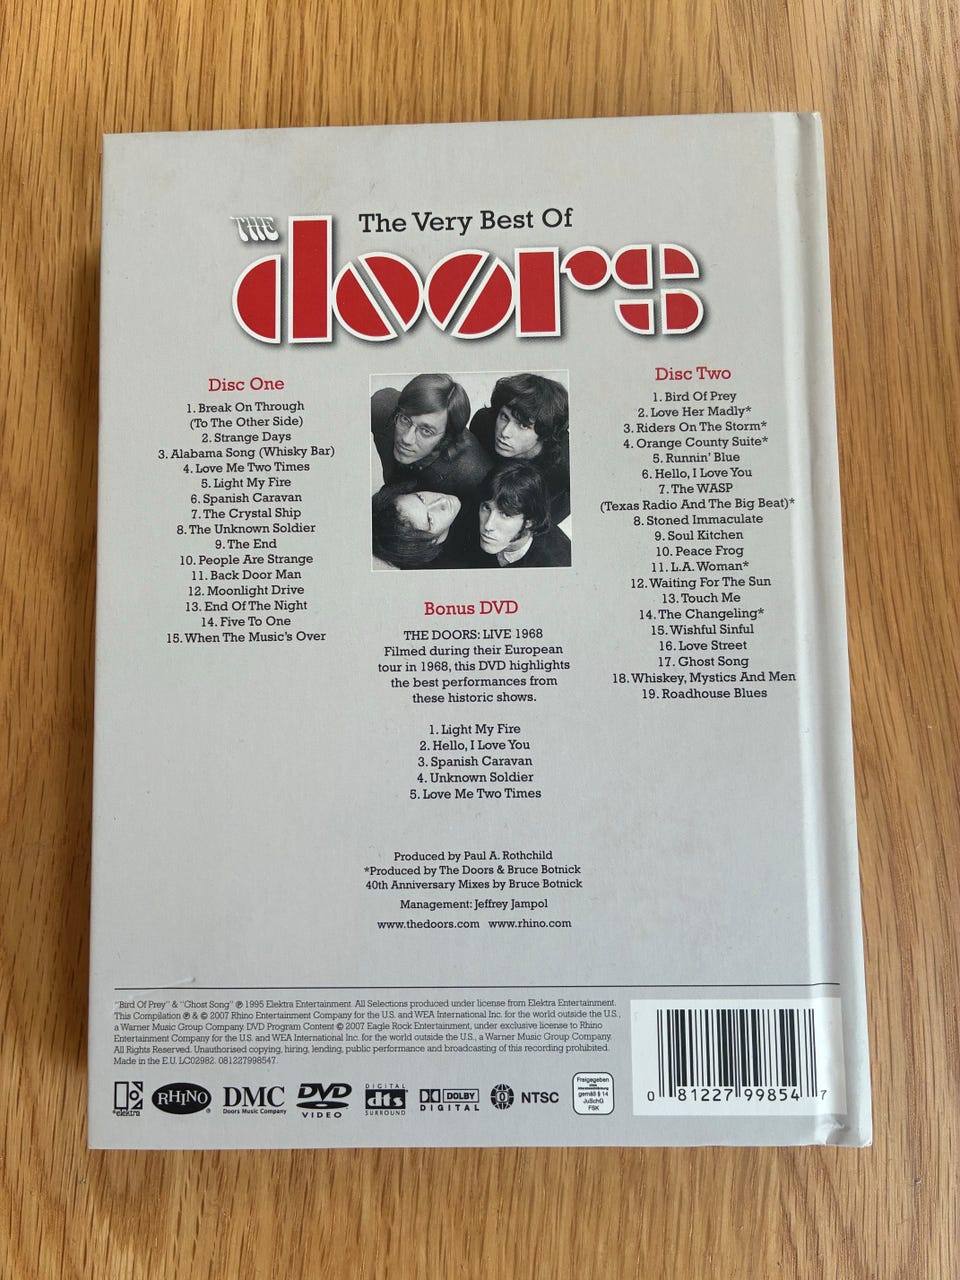 The Very Best Of
THE
doors
Disc One
1. Break On Through
(To The Other Side)
2. Strange Days
3. Alabama Song (Whisky Bar)
4. Love Me Two Times
5. Light My Fire
6. Spanish Caravan
7. The Crystal Ship
8. The Unknown Soldier
9. The End
10. People Are Strange
11. Back Door Man
12. Moonlight Drive
13. End Of The Night
14. Five To One
15. When The Music's Over
Bonus DVD
THE DOORS: LIVE 1968
Filmed during their European
tour in 1968, this DVD highlights
the best performances from
these historic shows.
1. Light My Fire
2. Hello, I Love You
3. Spanish Caravan
4. Unknown Soldier
5. Love Me Two Times
Disc Two
1. Bird Of Prey
2. Love Her Madly*
3. Riders On The Storm*
4. Orange County Suite*
5. Runnin' Blue
6. Hello, I Love You
7. The WASP
(Texas Radio And The Big Beat)*
8. Stoned Immaculate
9. Soul Kitchen
10. Peace Frog
11. L.A. Woman*
12. Waiting For The Sun
13. Touch Me
14. The Changeling*
15. Wishful Sinful
16. Love Street
17. Ghost Song
18. Whiskey, Mystics And Men
19. Roadhouse Blues
Produced by Paul A. Rothchild
*Produced by The Doors & Bruce Botnick
40th Anniversary Mixes by Bruce Botnick
Management: Jeffrey Jampol
www.thedoors.com www.rhino.com
"Bird Of Prey" & "Ghost Song" ℗ 1995 Elektra Entertainment. All Selections produced under license from Elektra Entertainment.
This Compilation ℗ & © 2007 Rhino Entertainment Company for the U.S. and WEA International Inc. for the world outside the U.S.,
a Warner Music Group Company. DVD Program Content © 2007 Eagle Rock Entertainment, under exclusive license to Rhino
Entertainment Company for the U.S. and WEA International Inc. for the world outside the U.S., a Warner Music Group Company.
All Rights Reserved. Unauthorised copying, hiring, lending, public performance and broadcasting of this recording prohibited.
Made in the E.U. LC02982. 081227998547.
elektra
RHINO
DMC
Doors Music Company
DVD
VIDEO
DIGITAL
dts
SURROUND
DOLBY
DIGITAL
NTSC
Freigegeben
gemäß § 14
JuSchG
FSK
0 81227 99854 7